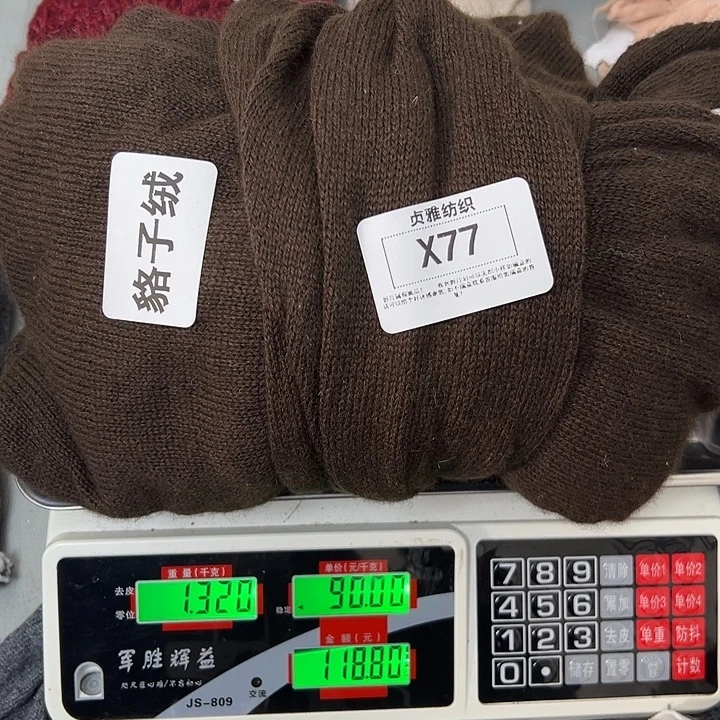 貉子绒
贞雅纺织
X77
重量(千克)
单价(元/千克)
去皮
零位
1.320
稳定
90.00
金额(元)
118.80
军胜辉益
JS-809
交流
7 8 9 清除 单价1 单价2
4 5 6 累加 单价3 单价4
1 2 3 去皮 单重 防抖
0 • 储存 置零 计数